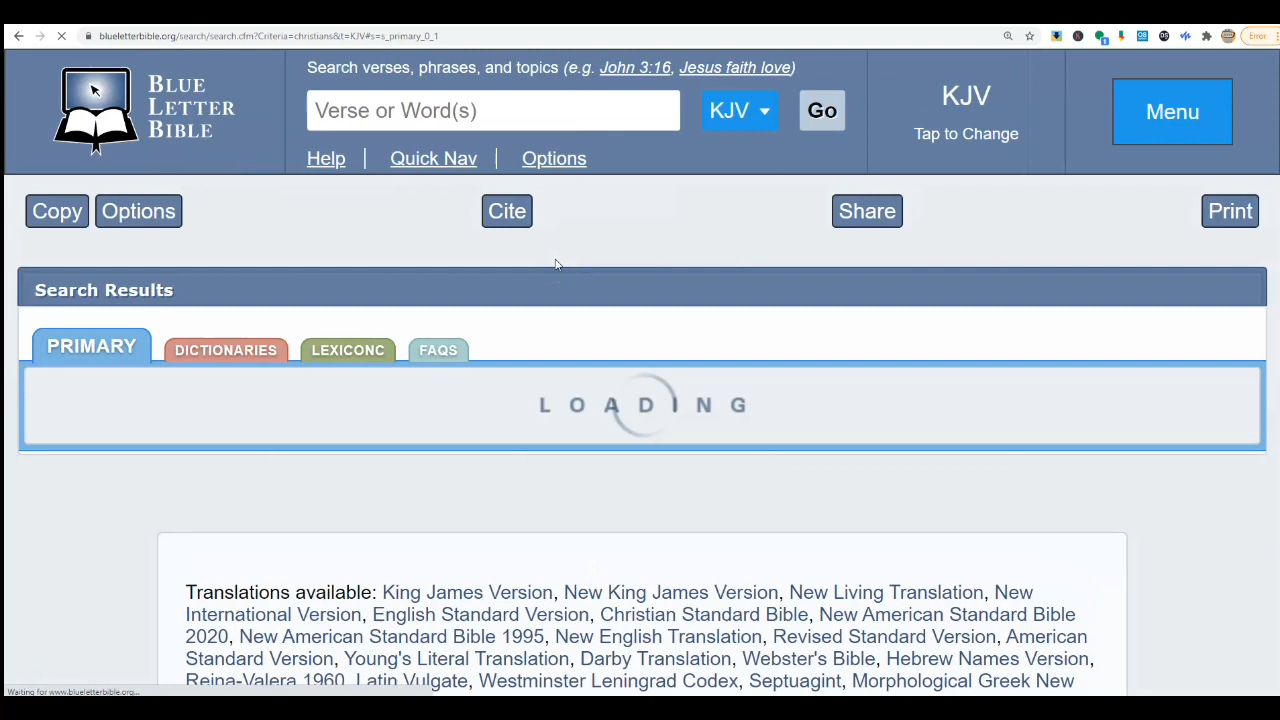 blueletterbible.org/search/search.cfm?Criteria=christians&t=KJV#s=s_primary_0_1
Error
BLUE
LETTER
BIBLE
Search verses, phrases, and topics (e.g. John 3:16, Jesus faith love)
Verse or Word(s)
KJV
Go
Help
Quick Nav
Options
KJV
Tap to Change
Menu
Copy
Options
Cite
Share
Print
Search Results
PRIMARY
DICTIONARIES
LEXICONC
FAQS
LOADING
Translations available: King James Version, New King James Version, New Living Translation, New
International Version, English Standard Version, Christian Standard Bible, New American Standard Bible
2020, New American Standard Bible 1995, New English Translation, Revised Standard Version, American
Standard Version, Young's Literal Translation, Darby Translation, Webster's Bible, Hebrew Names Version,
Reina-Valera 1960, Latin Vulgate, Westminster Leningrad Codex, Septuagint, Morphological Greek New
Waiting for www.blueletterbible.org...